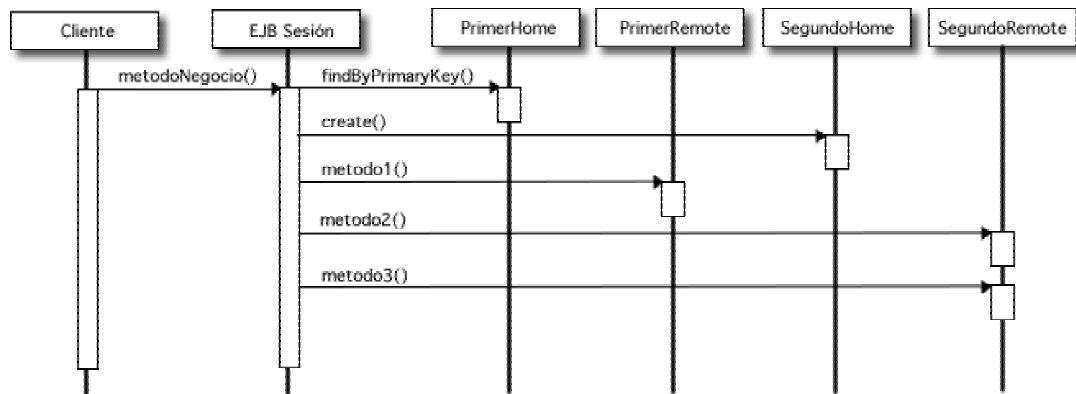 Cliente
EJB Sesión
PrimerHome
PrimerRemote
SegundoHome
SegundoRemote
metodoNegocio()
findByPrimaryKey()
create()
metodo1()
metodo2()
metodo3()